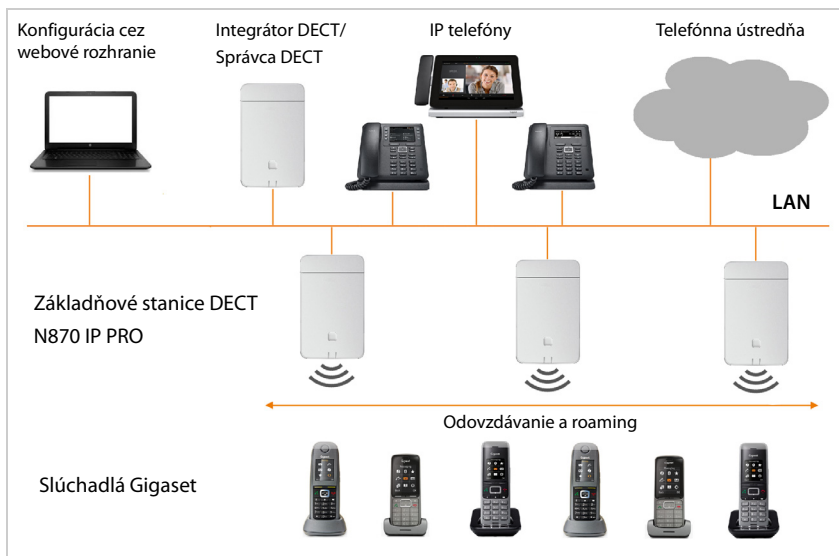 Konfigurácia cez
webové rozhranie
Integrátor DECT/
Správca DECT
IP telefóny
Telefónna ústredňa
LAN
Základňové stanice DECT
N870 IP PRO
Odovzdávanie a roaming
Slúchadlá Gigaset